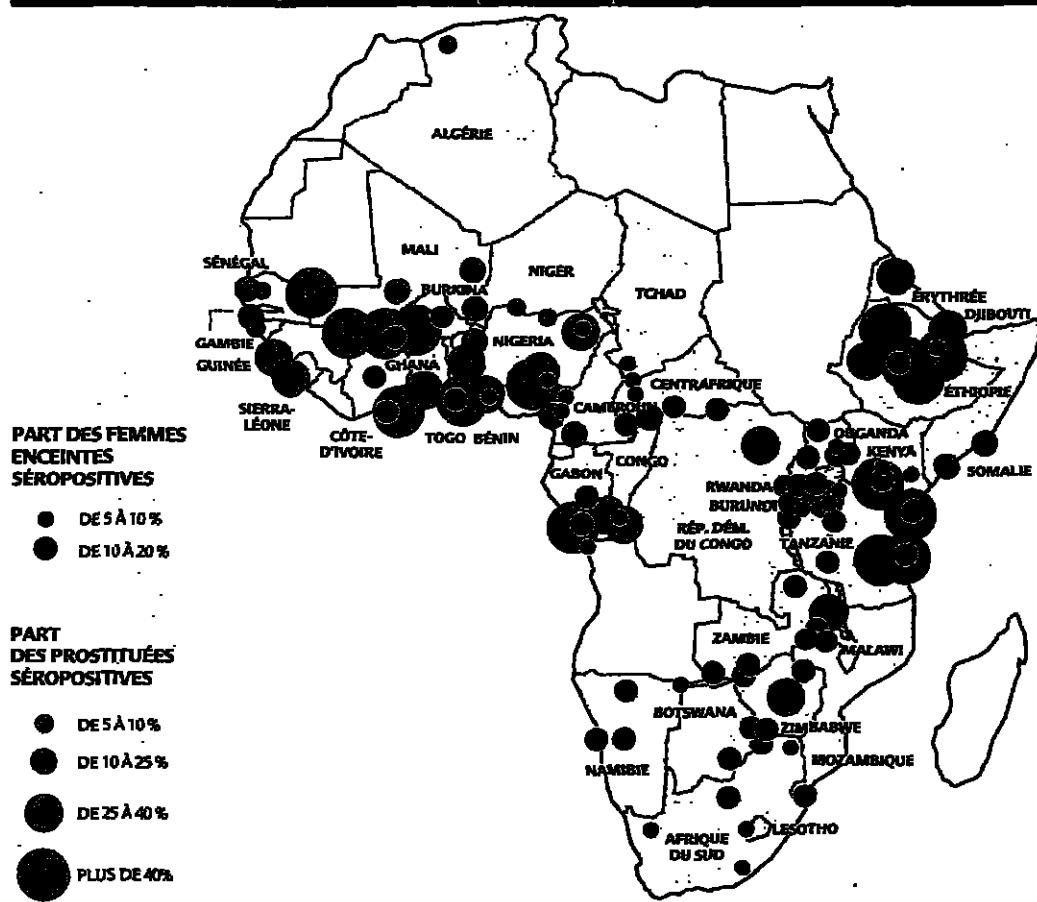 ALGÉRIE
MALI
NIGER
SÉNÉGAL
TCHAD
BURKINA
ÉRYTHRÉE
DJIBOUTI
GAMBIE
GUINÉE
GHANA
NIGERIA
CENTRAFRIQUE
ÉTHIOPIE
SIERRA-
LÉONE
CÔTE-
D'IVOIRE
TOGO
BÉNIN
CAMEROUN
OUGANDA
KENYA
SOMALIE
GABON
CONGO
RWANDA
BURUNDI
RÉP. DÉM.
DU CONGO
TANZANIE
ZAMBIE
MALAWI
BOTSWANA
ZIMBABWE
NAMIBIE
MOZAMBIQUE
AFRIQUE
DU SUD
LESOTHO
PART DES FEMMES
ENCEINTES
SÉROPOSITIVES
DE 5 À 10 %
DE 10 À 20 %
PART
DES PROSTITUÉES
SÉROPOSITIVES
DE 5 À 10 %
DE 10 À 25 %
DE 25 À 40 %
PLUS DE 40%